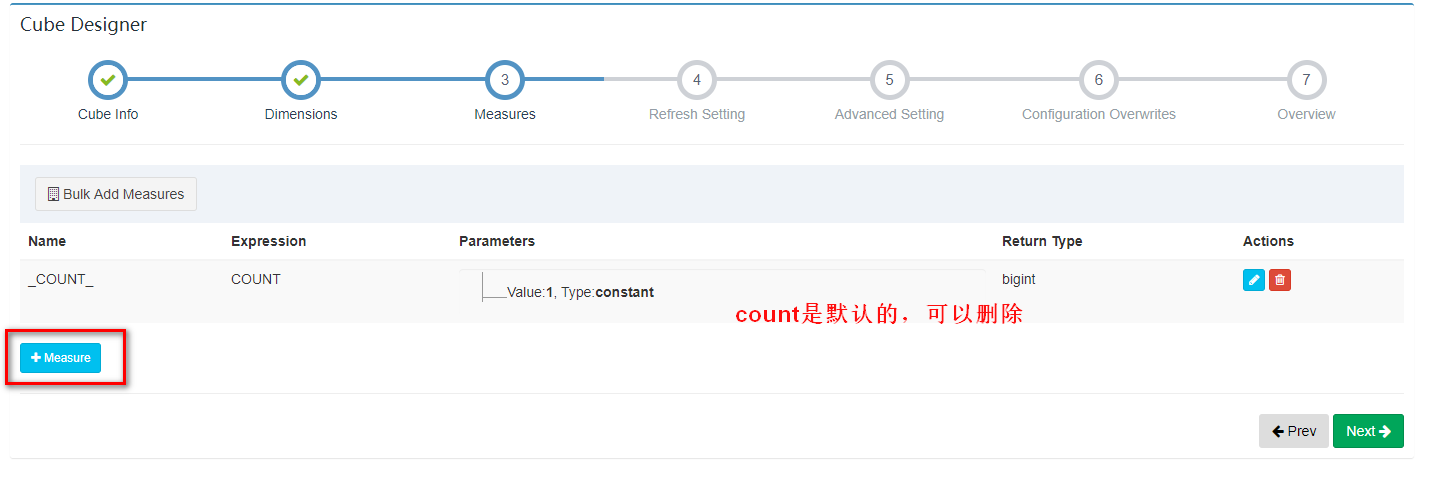 Cube Designer
3 4 5 6 7
Cube Info Dimensions Measures Refresh Setting Advanced Setting Configuration Overwrites Overview
Bulk Add Measures
Name Expression Parameters Return Type Actions
_COUNT_ COUNT bigint
Value:1, Type:constant
count是默认的，可以删除
Measure
Prev Next